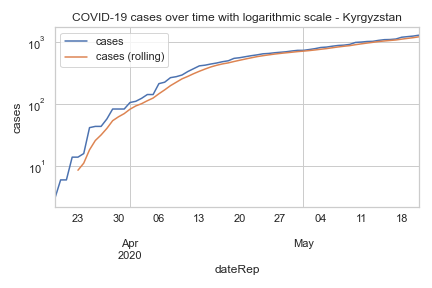 COVID-19 cases over time with logarithmic scale - Kyrgyzstan
cases
cases (rolling)
10³
10²
10¹
cases
23 30 06 13 20 27 04 11 18
Apr May
2020
dateRep